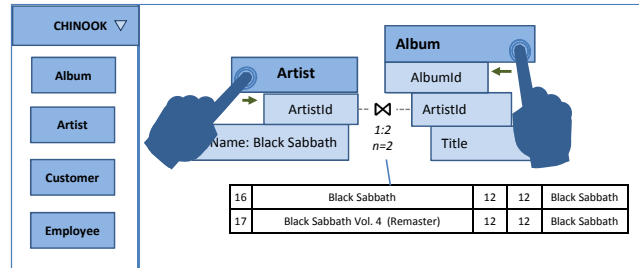 CHINOOK
Album
Artist
Customer
Employee
Artist
ArtistId
Name: Black Sabbath
Album
AlbumId
ArtistId
Title
1:2
n=2
16 Black Sabbath 12 12 Black Sabbath
17 Black Sabbath Vol. 4 (Remaster) 12 12 Black Sabbath